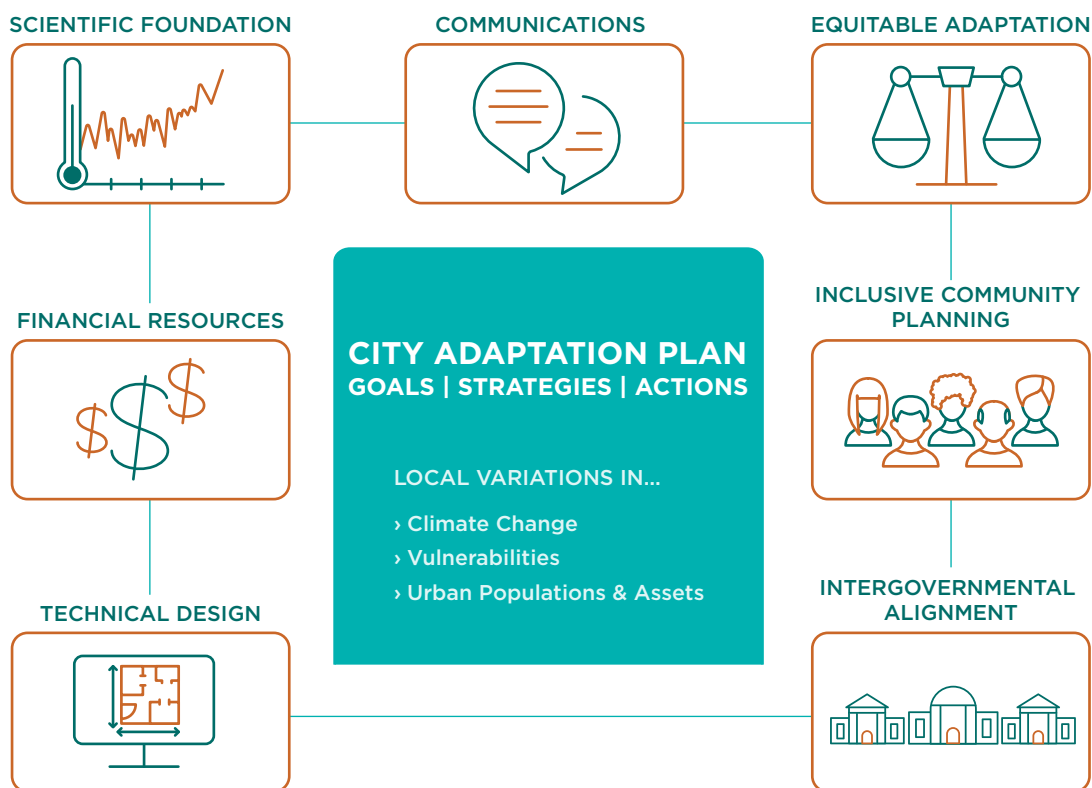 SCIENTIFIC FOUNDATION
COMMUNICATIONS
EQUITABLE ADAPTATION
FINANCIAL RESOURCES
CITY ADAPTATION PLAN
GOALS | STRATEGIES | ACTIONS
LOCAL VARIATIONS IN...
› Climate Change
› Vulnerabilities
› Urban Populations & Assets
INCLUSIVE COMMUNITY
PLANNING
TECHNICAL DESIGN
INTERGOVERNMENTAL
ALIGNMENT